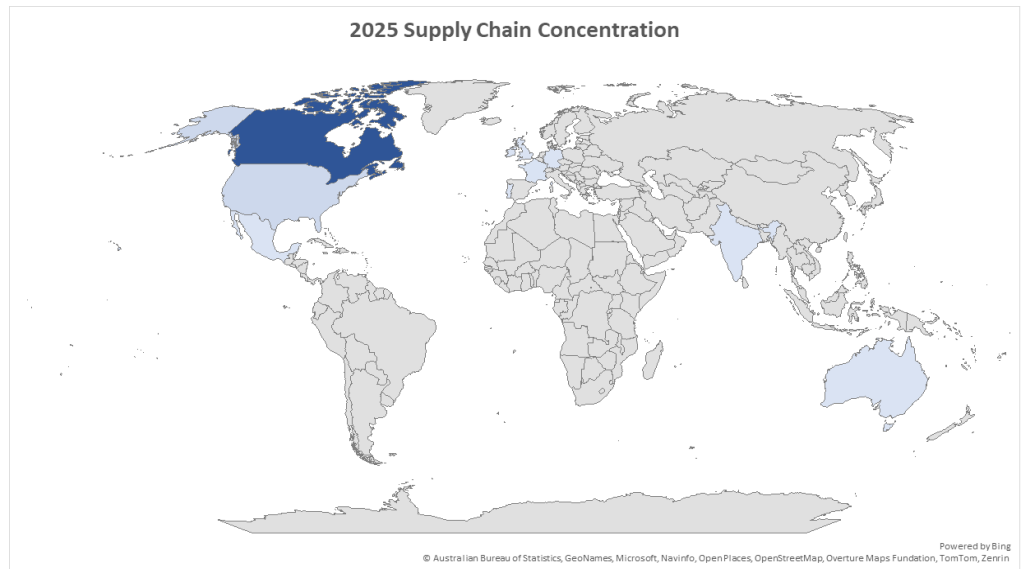 2025 Supply Chain Concentration
Powered by Bing
© Australian Bureau of Statistics, GeoNames, Microsoft, Navinfo, Open Places, OpenStreetMap, Overture Maps Fundation, TomTom, Zenrin